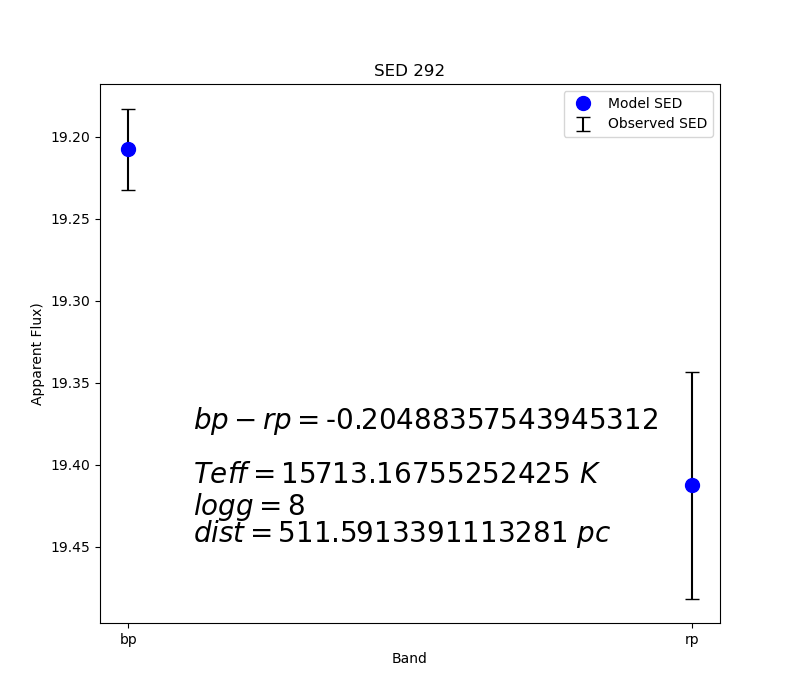 SED 292
Model SED
Observed SED
19.20
19.25
19.30
19.35
19.40
19.45
Apparent Flux)
bp − rp = -0.20488357543945312
Teff = 15713.16755252425 K
logg = 8
dist = 511.5913391113281 pc
bp
rp
Band